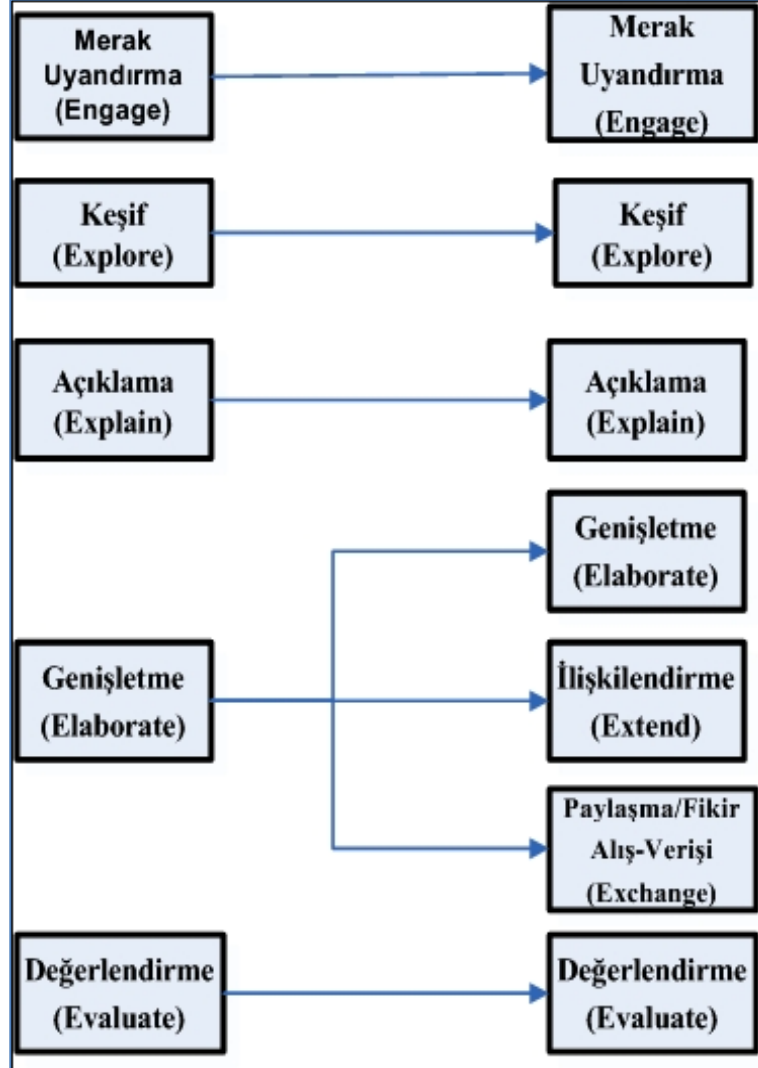 Merak
Uyandırma
(Engage)
Merak
Uyandırma
(Engage)
Keşif
(Explore)
Keşif
(Explore)
Açıklama
(Explain)
Açıklama
(Explain)
Genişletme
(Elaborate)
Genişletme
(Elaborate)
İlişkilendirme
(Extend)
Paylaşma/Fikir
Alış-Verişi
(Exchange)
Değerlendirme
(Evaluate)
Değerlendirme
(Evaluate)